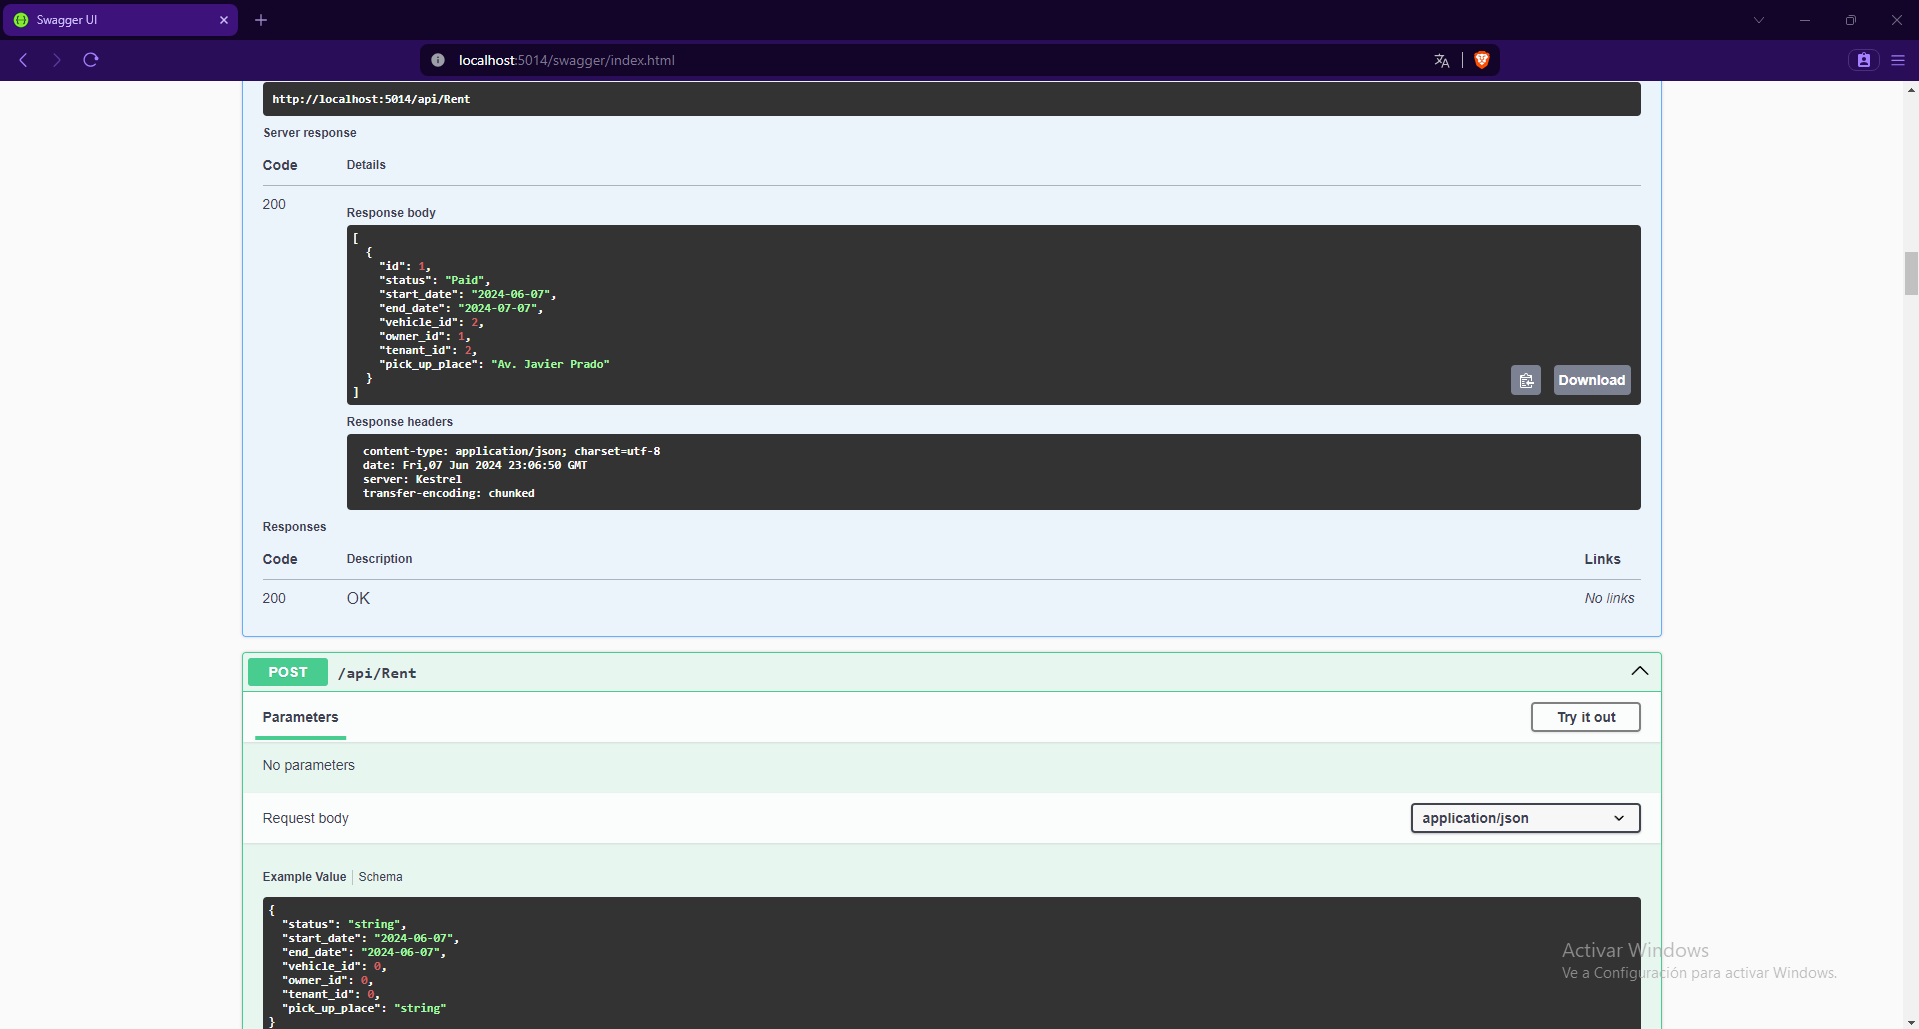 Swagger UI
localhost:5014/swagger/index.html
http://localhost:5014/api/Rent
Server response
Code Details
200
Response body
[
{
"id": 1,
"status": "Paid",
"start_date": "2024-06-07",
"end_date": "2024-07-07",
"vehicle_id": 2,
"owner_id": 1,
"tenant_id": 2,
"pick_up_place": "Av. Javier Prado"
}
]
Download
Response headers
content-type: application/json; charset=utf-8
date: Fri,07 Jun 2024 23:06:50 GMT
server: Kestrel
transfer-encoding: chunked
Responses
Code Description Links
200 OK No links
POST /api/Rent
Parameters Try it out
No parameters
Request body application/json
Example Value Schema
{
"status": "string",
"start_date": "2024-06-07",
"end_date": "2024-06-07",
"vehicle_id": 0,
"owner_id": 0,
"tenant_id": 0,
"pick_up_place": "string"
}
Activar Windows
Ve a Configuración para activar Windows.